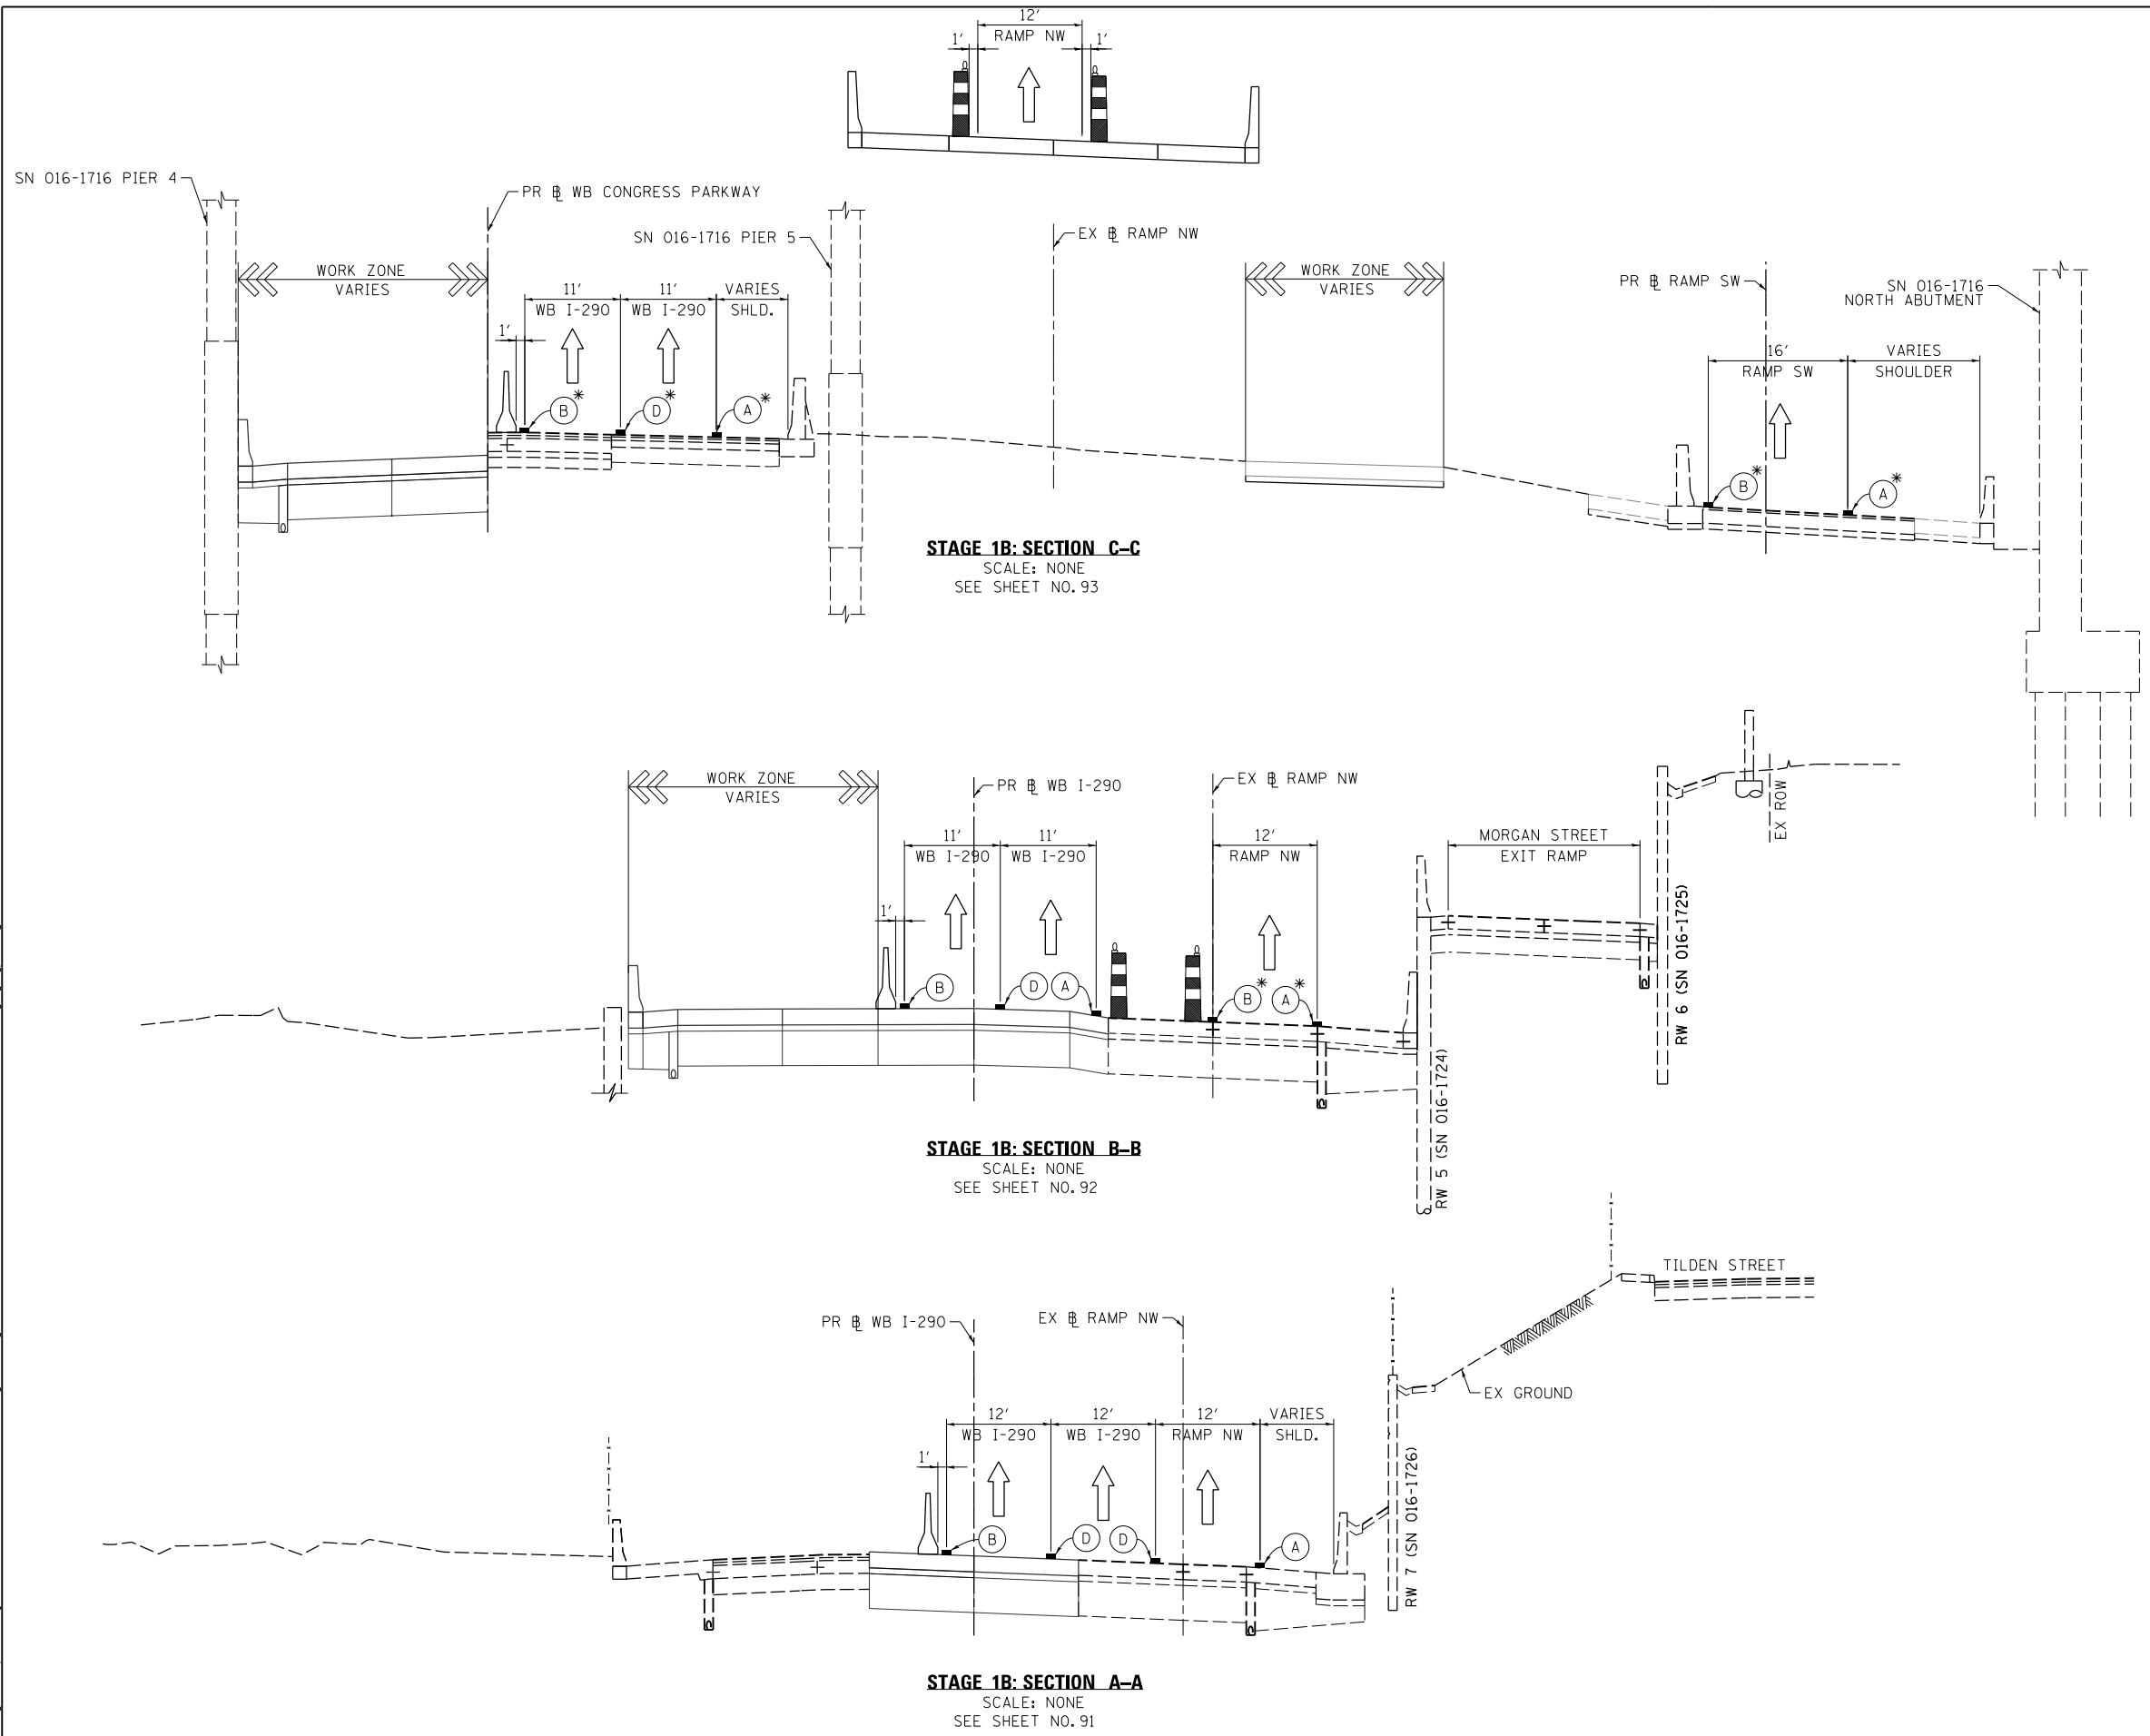 12'
RAMP NW
1'
1'
SN 016-1716 PIER 4
PR ⅊ WB CONGRESS PARKWAY
SN 016-1716 PIER 5
EX ⅊ RAMP NW
WORK ZONE
VARIES
11'
WB I-290
11'
WB I-290
VARIES
SHLD.
1'
B*
D*
A*
WORK ZONE
VARIES
PR ⅊ RAMP SW
SN 016-1716
NORTH ABUTMENT
16'
RAMP SW
VARIES
SHOULDER
B*
A*
STAGE 1B: SECTION C-C
SCALE: NONE
SEE SHEET NO. 93
WORK ZONE
VARIES
PR ⅊ WB I-290
EX ⅊ RAMP NW
11'
WB I-290
11'
WB I-290
12'
RAMP NW
1'
B
D
A
B*
A*
MORGAN STREET
EXIT RAMP
EX ROW
RW 6 (SN 016-1725)
RW 5 (SN 016-1724)
STAGE 1B: SECTION B-B
SCALE: NONE
SEE SHEET NO. 92
TILDEN STREET
PR ⅊ WB I-290
EX ⅊ RAMP NW
EX GROUND
12'
WB I-290
12'
WB I-290
12'
RAMP NW
VARIES
SHLD.
1'
B
D
D
A
RW 7 (SN 016-1726)
STAGE 1B: SECTION A-A
SCALE: NONE
SEE SHEET NO. 91